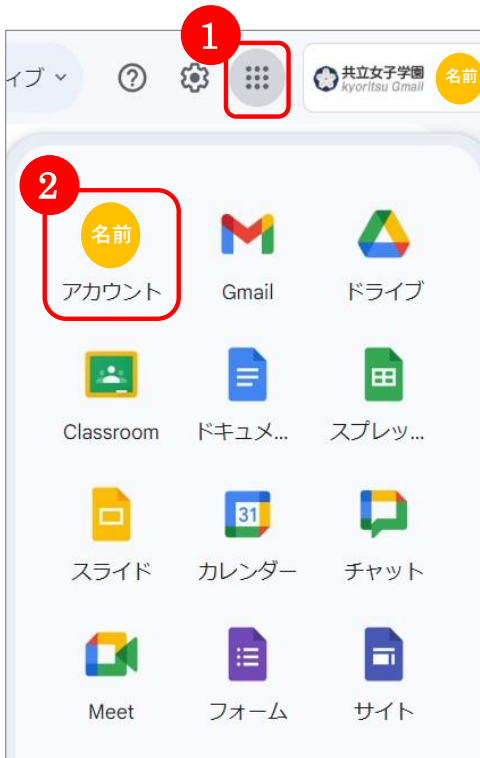 1
ィブ
共立女子学園
kyoritsu Gmail
名前
2
名前
アカウント
Gmail
ドライブ
Classroom
ドキュメ...
スプレッ...
スライド
31
カレンダー
チャット
Meet
フォーム
サイト